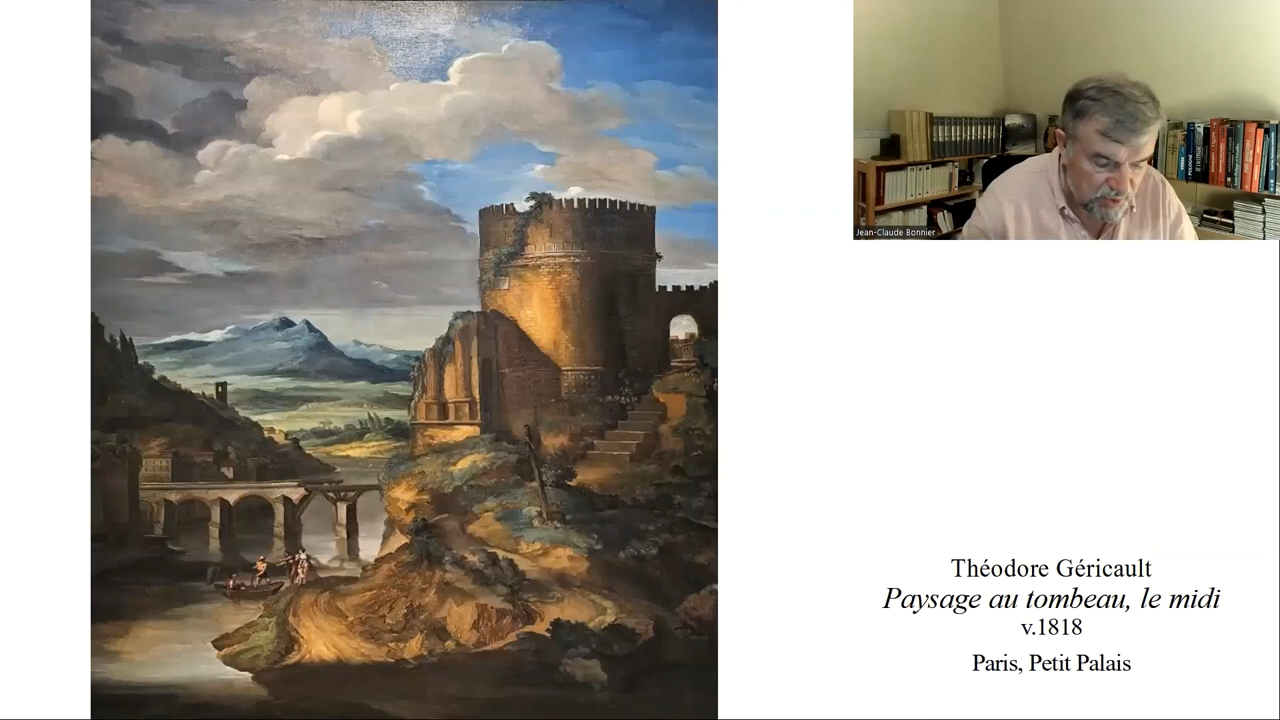 Jean-Claude Bonnier
Théodore Géricault
Paysage au tombeau, le midi
v.1818
Paris, Petit Palais